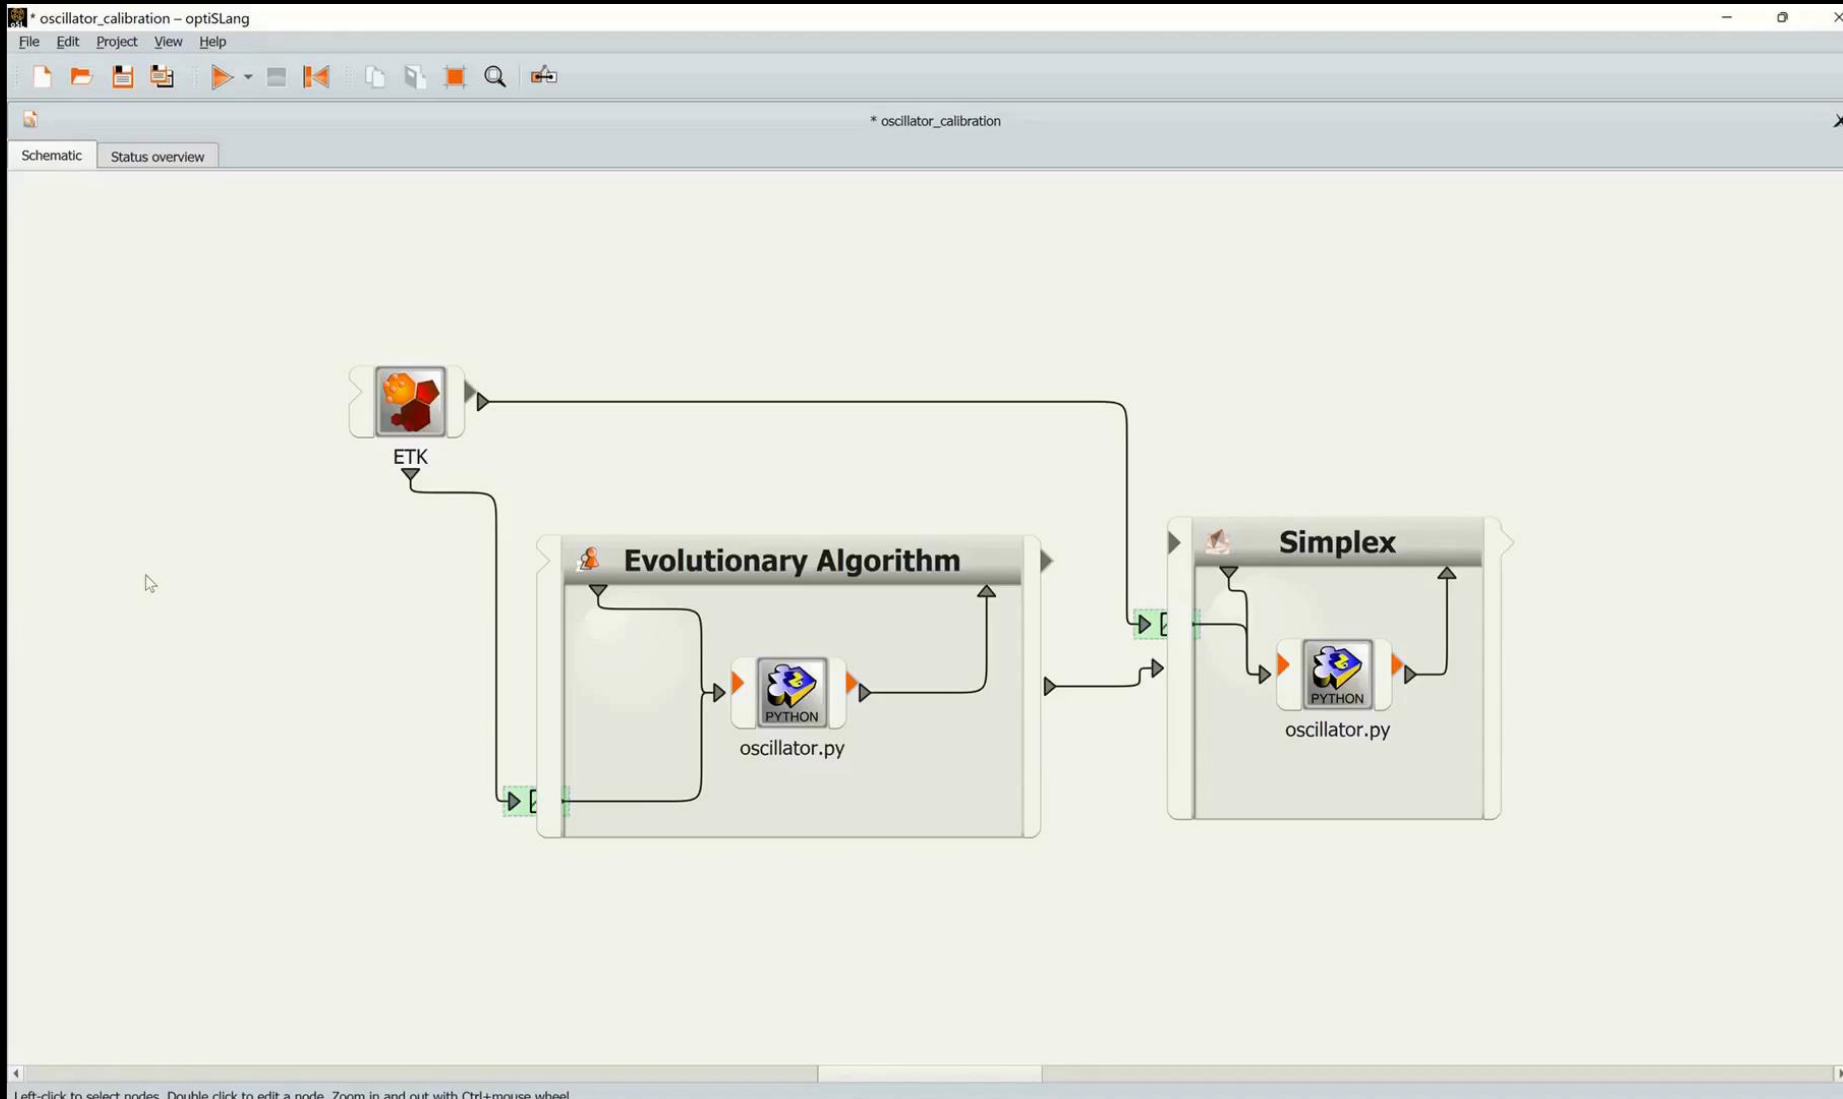 * oscillator_calibration – optiSLang
File Edit Project View Help
* oscillator_calibration
Schematic Status overview
ETK
Evolutionary Algorithm
Simplex
PYTHON
oscillator.py
PYTHON
oscillator.py
Left-click to select nodes. Double click to edit a node. Zoom in and out with Ctrl+mouse wheel.